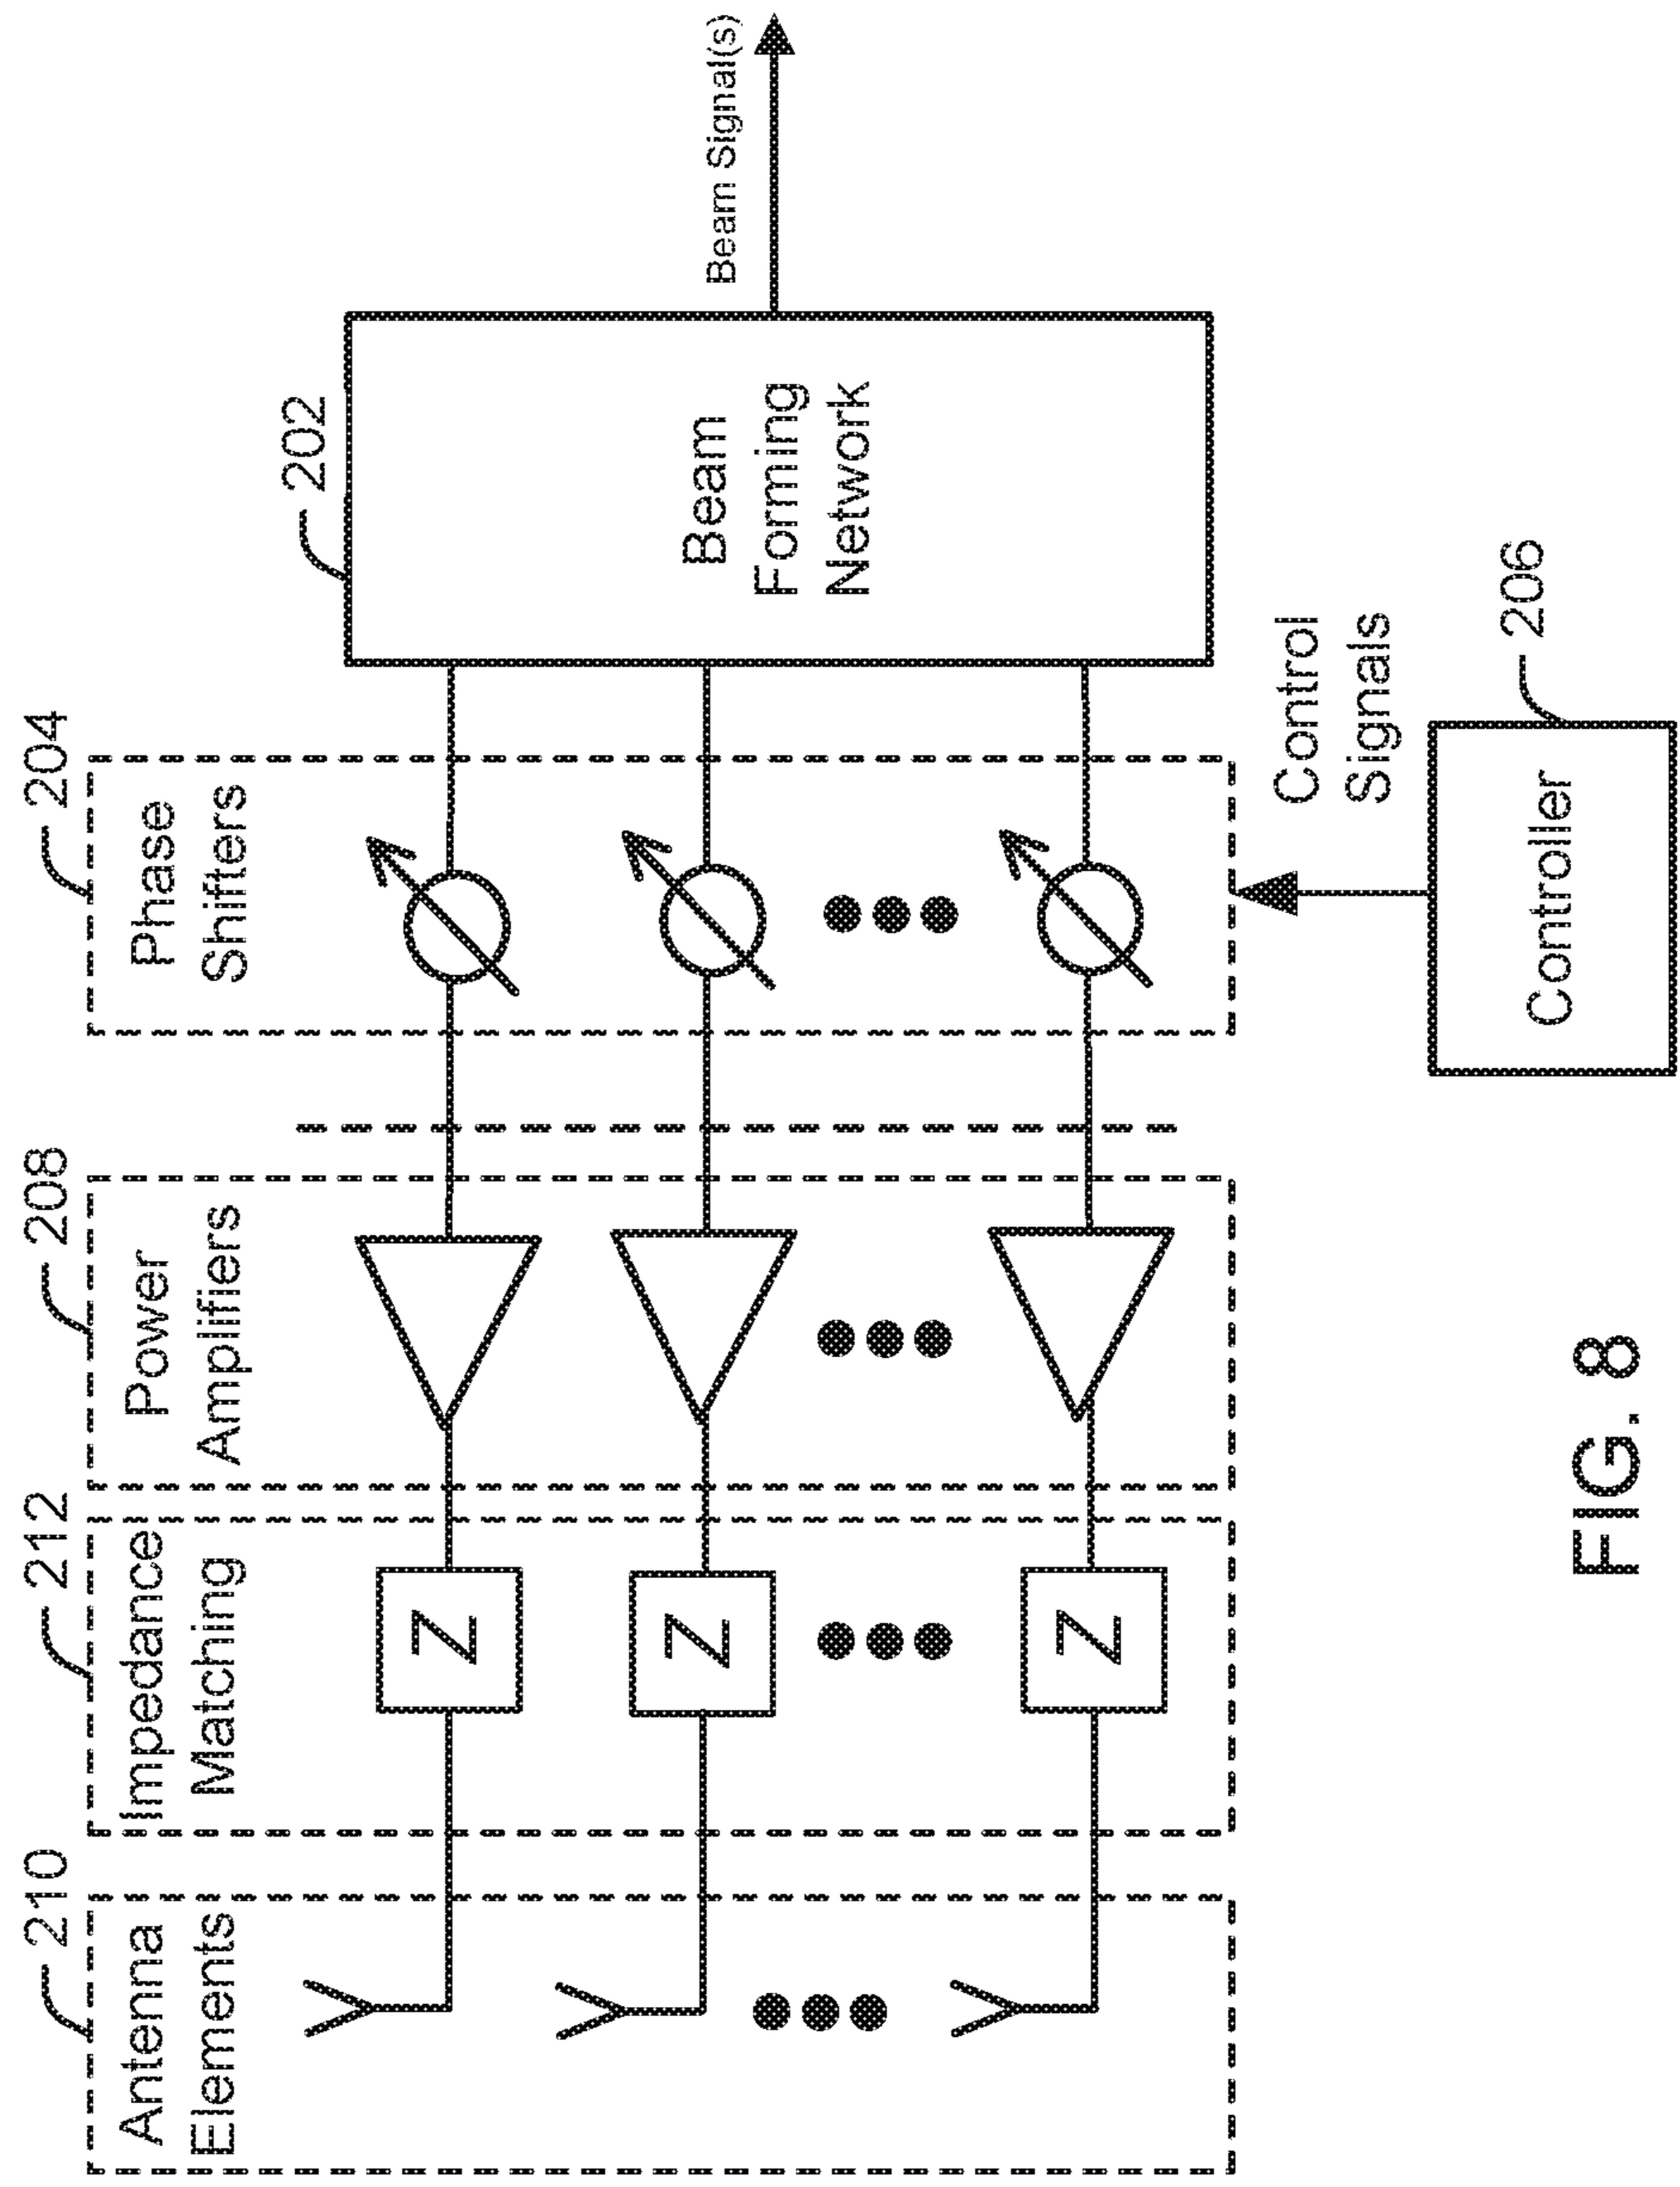 210
Antenna
Elements
212
Impedance
Matching
Z
Z
Z
208
Power
Amplifiers
204
Phase
Shifters
202
Beam
Forming
Network
Beam Signal(s)
Control
Signals
206
Controller
FIG. 8